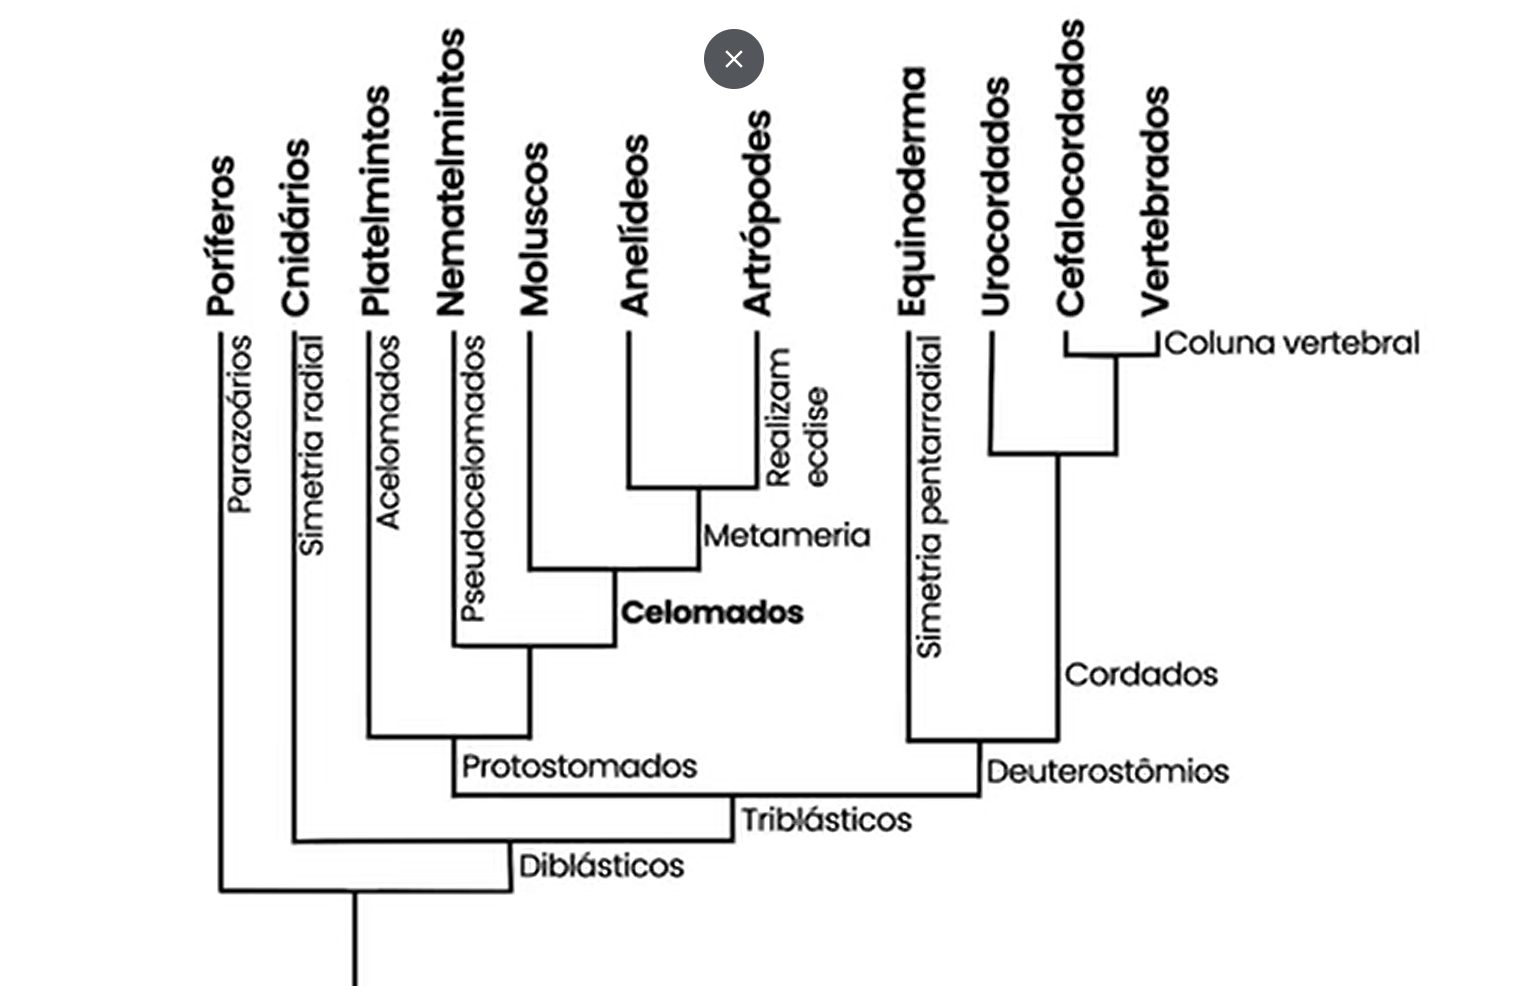 Poríferos
Cnidários
Platelmintos
Nematelmintos
Moluscos
Anelídeos
Artrópodes
Equinoderma
Urocordados
Cefalocordados
Vertebrados
Parazoários
Simetria radial
Acelomados
Pseudocelomados
Realizam
ecdise
Simetria pentarradial
Coluna vertebral
Metameria
Celomados
Cordados
Protostomados
Deuterostômios
Triblásticos
Diblásticos